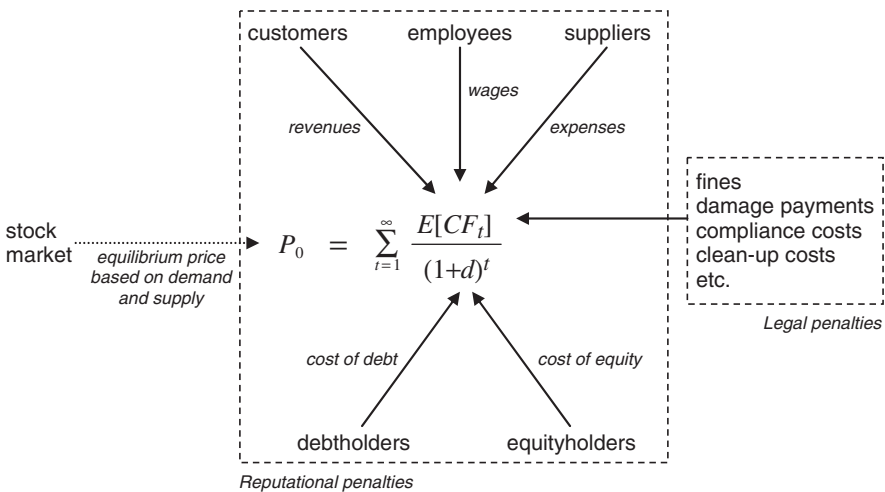 customers employees suppliers
wages
revenues expenses
fines
damage payments
compliance costs
clean-up costs
etc.
Legal penalties
stock
market
equilibrium price
based on demand
and supply
P₀ = ∑ₜ₌₁^∞ E[CFₜ] / (1+d)ᵗ
cost of debt cost of equity
debtholders equityholders
Reputational penalties